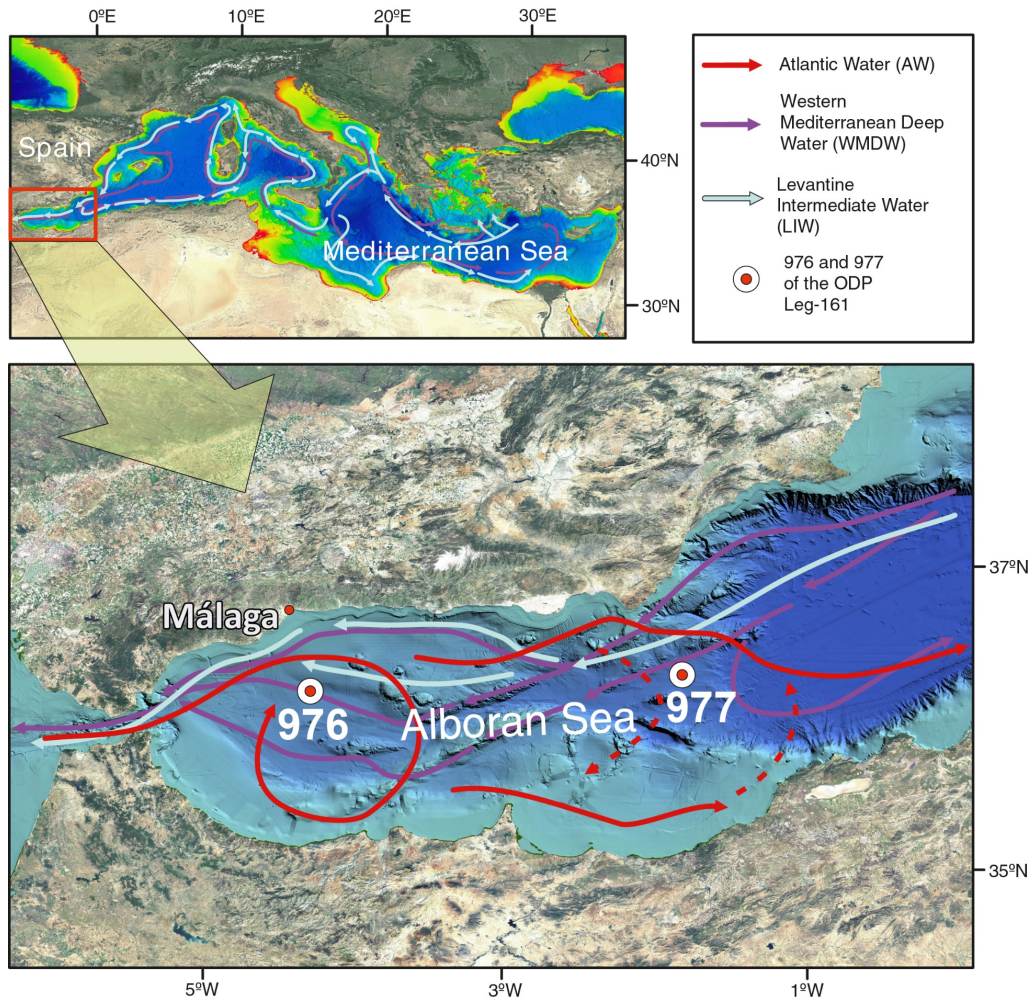 0ºE
10ºE
20ºE
30ºE
Spain
Mediterranean Sea
40ºN
30ºN
Atlantic Water (AW)
Western
Mediterranean Deep
Water (WMDW)
Levantine
Intermediate Water
(LIW)
976 and 977
of the ODP
Leg-161
Málaga
976
Alboran Sea
977
37ºN
35ºN
5ºW
3ºW
1ºW